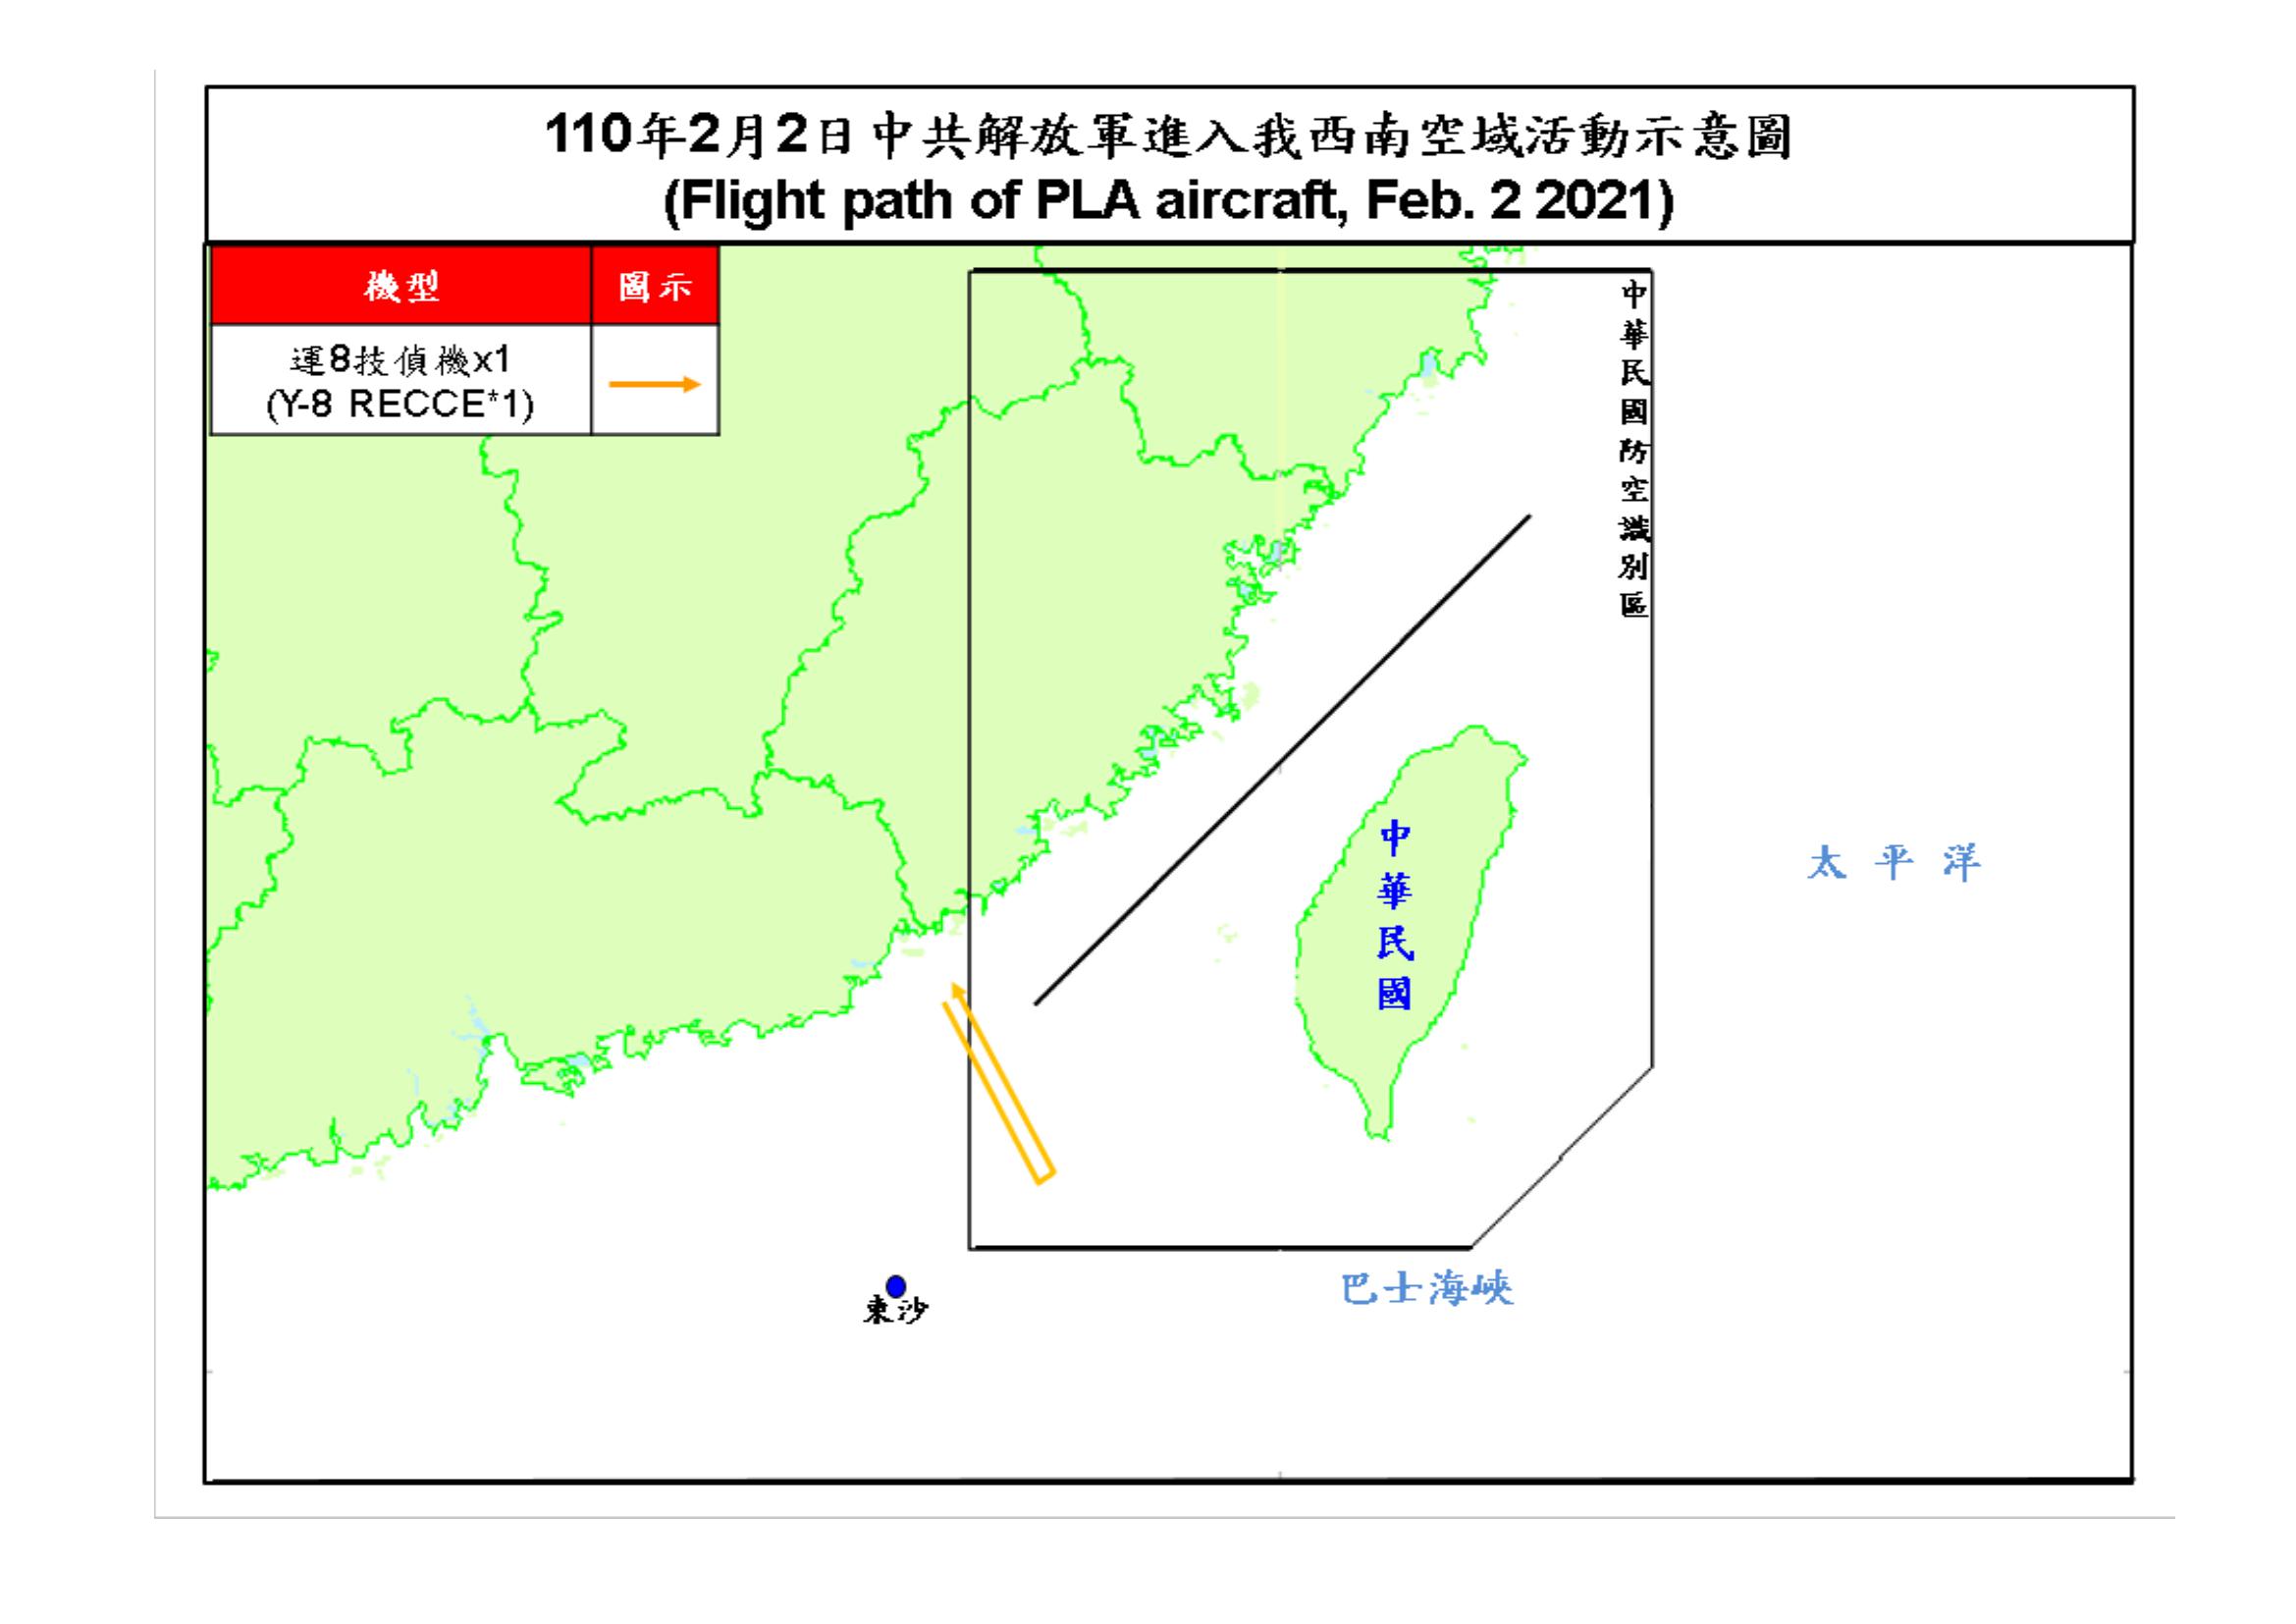 110年2月2日中共解放軍進入我西南空域活動示意圖
(Flight path of PLA aircraft, Feb. 2 2021)
機型 圖示
運8技偵機x1
(Y-8 RECCE*1)
中華民國防空識別區
中華民國
太平洋
巴士海峽
東沙